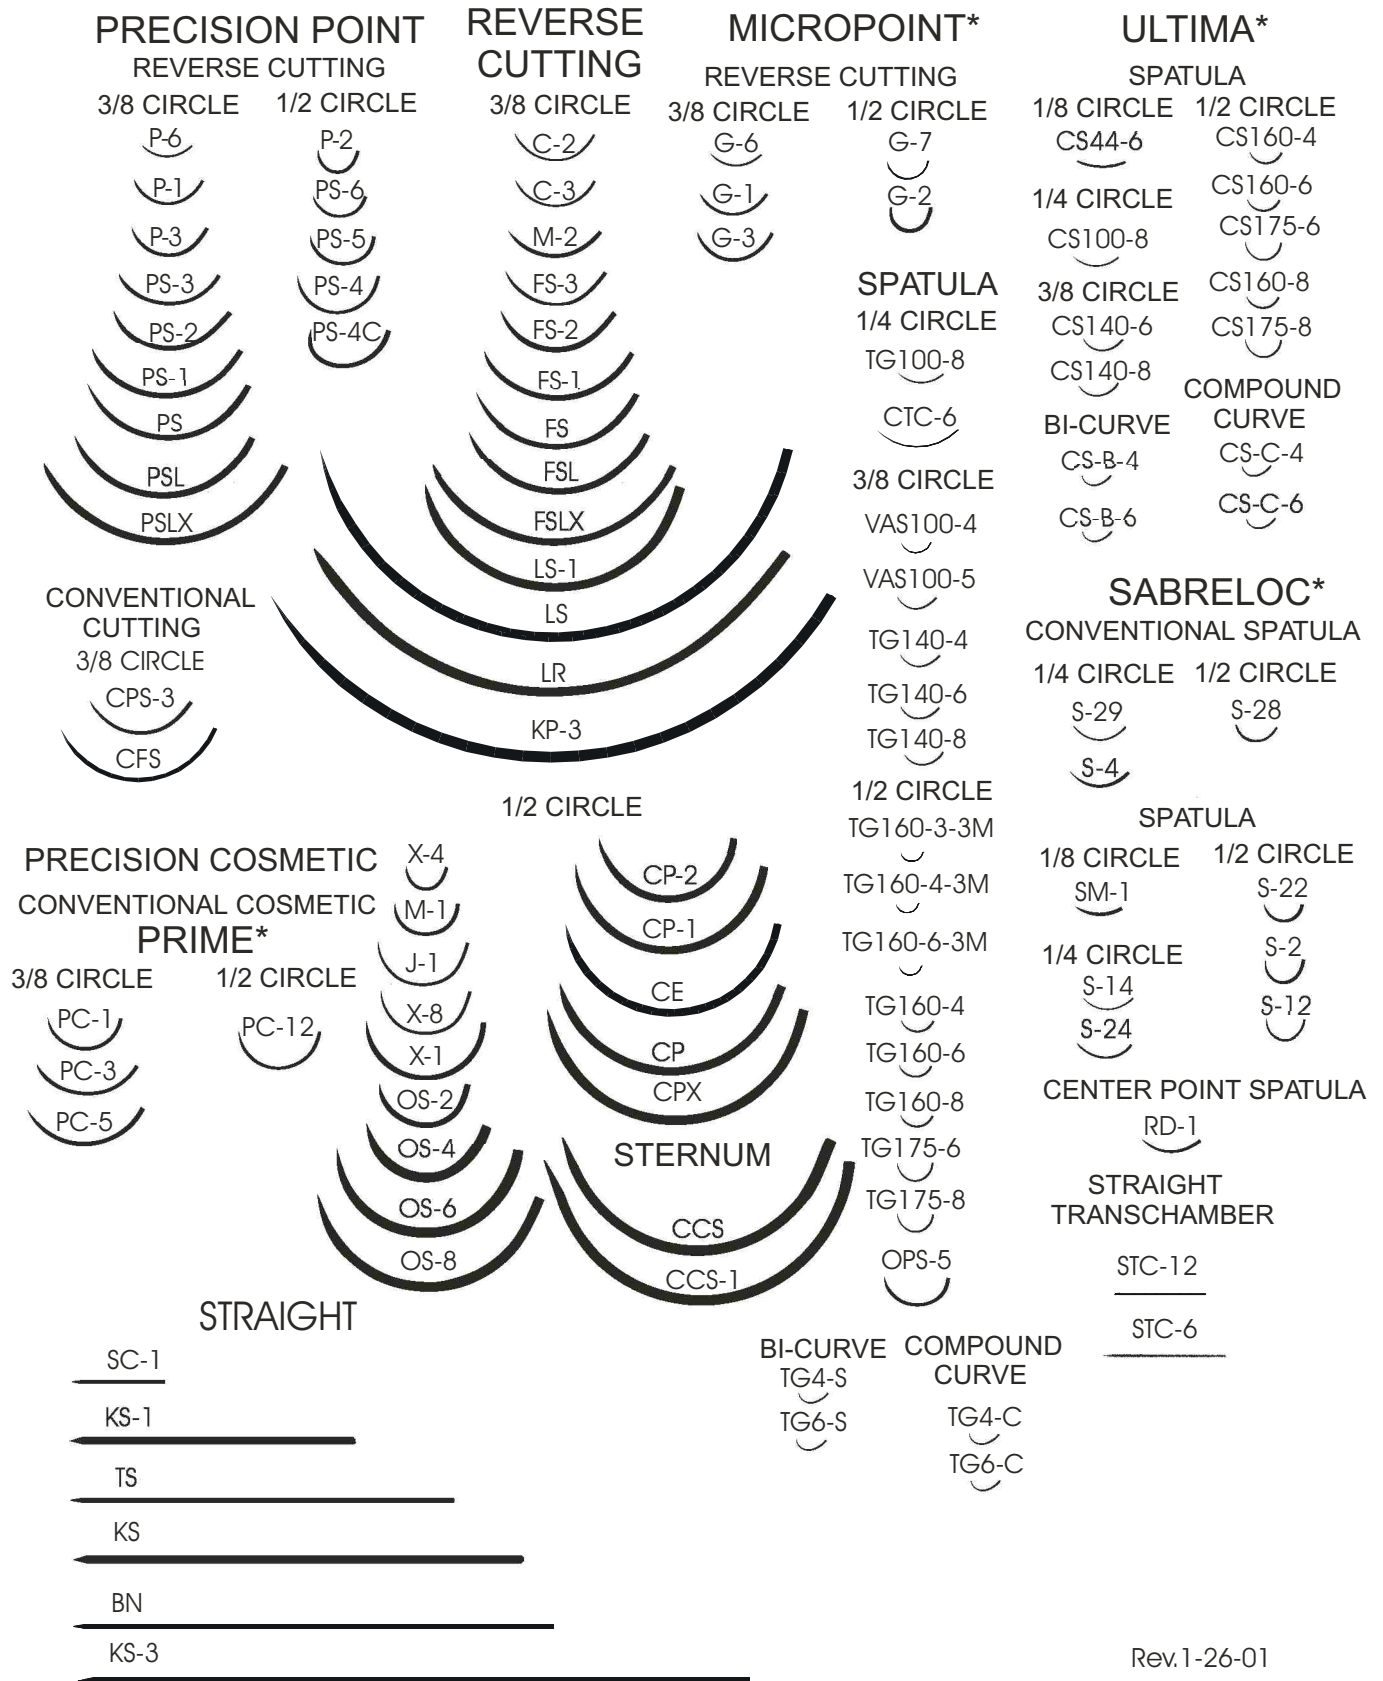 PRECISION POINT
REVERSE CUTTING
3/8 CIRCLE
P-6
P-1
P-3
PS-3
PS-2
PS-1
PS
PSL
PSLX
1/2 CIRCLE
P-2
PS-6
PS-5
PS-4
PS-4C
CONVENTIONAL
CUTTING
3/8 CIRCLE
CPS-3
CFS
REVERSE
CUTTING
3/8 CIRCLE
C-2
C-3
M-2
FS-3
FS-2
FS-1
FS
FSL
FSLX
LS-1
LS
LR
KP-3
1/2 CIRCLE
X-4
M-1
J-1
X-8
X-1
OS-2
OS-4
OS-6
OS-8
CP-2
CP-1
CE
CP
CPX
STERNUM
CCS
CCS-1
PRECISION COSMETIC
CONVENTIONAL COSMETIC
PRIME*
3/8 CIRCLE
PC-1
PC-3
PC-5
1/2 CIRCLE
PC-12
STRAIGHT
SC-1
KS-1
TS
KS
BN
KS-3
MICROPOINT*
REVERSE CUTTING
3/8 CIRCLE
G-6
G-1
G-3
1/2 CIRCLE
G-7
G-2
SPATULA
1/4 CIRCLE
TG100-8
CTC-6
3/8 CIRCLE
VAS100-4
VAS100-5
TG140-4
TG140-6
TG140-8
1/2 CIRCLE
TG160-3-3M
TG160-4-3M
TG160-6-3M
TG160-4
TG160-6
TG160-8
TG175-6
TG175-8
OPS-5
BI-CURVE
TG4-S
TG6-S
COMPOUND
CURVE
TG4-C
TG6-C
ULTIMA*
SPATULA
1/8 CIRCLE
CS44-6
1/4 CIRCLE
CS100-8
3/8 CIRCLE
CS140-6
CS140-8
BI-CURVE
CS-B-4
CS-B-6
1/2 CIRCLE
CS160-4
CS160-6
CS175-6
CS160-8
CS175-8
COMPOUND
CURVE
CS-C-4
CS-C-6
SABRELOC*
CONVENTIONAL SPATULA
1/4 CIRCLE
S-29
S-4
1/2 CIRCLE
S-28
SPATULA
1/8 CIRCLE
SM-1
1/4 CIRCLE
S-14
S-24
1/2 CIRCLE
S-22
S-2
S-12
CENTER POINT SPATULA
RD-1
STRAIGHT
TRANSCHAMBER
STC-12
STC-6
Rev.1-26-01